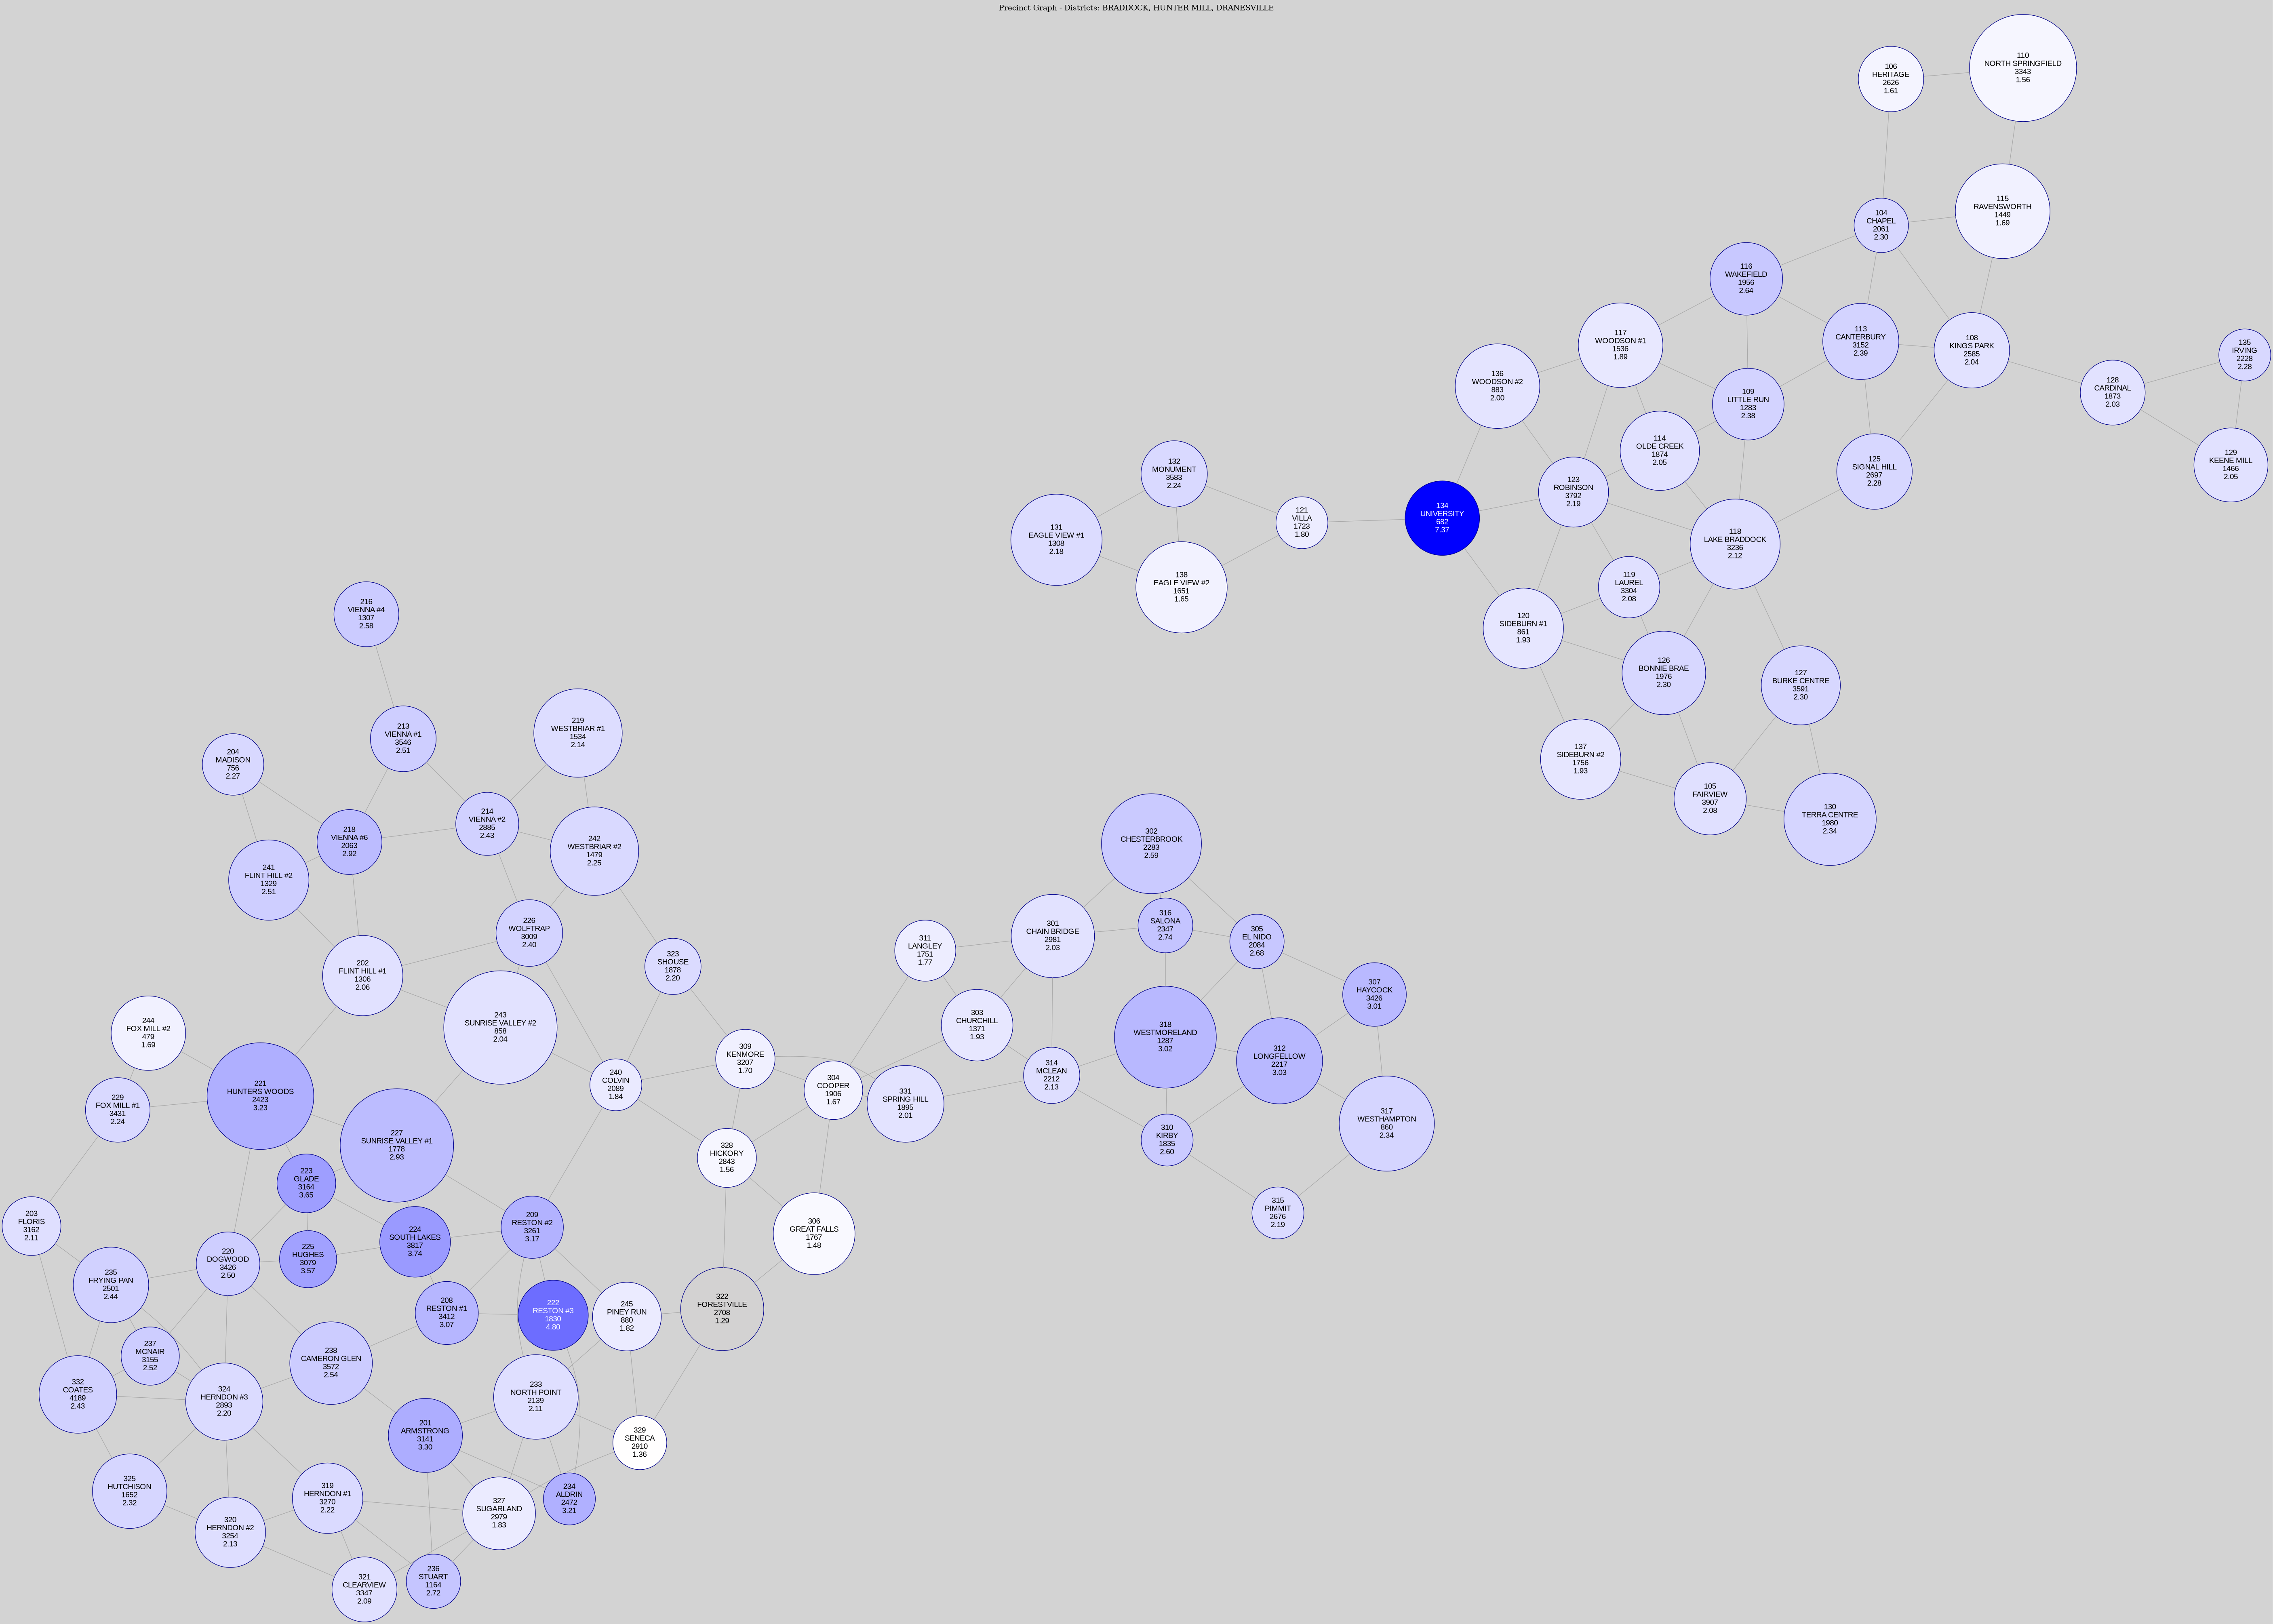 Precinct Graph - Districts: BRADDOCK, HUNTER MILL, DRANESVILLE
110
NORTH SPRINGFIELD
3343
1.56
106
HERITAGE
2626
1.61
115
RAVENSWORTH
1449
1.69
104
CHAPEL
2061
2.30
116
WAKEFIELD
1956
2.64
113
CANTERBURY
3152
2.39
108
KINGS PARK
2585
2.04
135
IRVING
2228
2.28
117
WOODSON #1
1536
1.89
136
WOODSON #2
883
2.00
109
LITTLE RUN
1283
2.38
128
CARDINAL
1873
2.03
114
OLDE CREEK
1874
2.05
129
KEENE MILL
1466
2.05
125
SIGNAL HILL
2697
2.28
132
MONUMENT
3583
2.24
123
ROBINSON
3792
2.19
134
UNIVERSITY
682
7.37
121
VILLA
1723
1.80
131
EAGLE VIEW #1
1308
2.18
118
LAKE BRADDOCK
3236
2.12
138
EAGLE VIEW #2
1651
1.65
119
LAUREL
3304
2.08
120
SIDEBURN #1
861
1.93
216
VIENNA #4
1307
2.58
126
BONNIE BRAE
1976
2.30
127
BURKE CENTRE
3591
2.30
219
WESTBRIAR #1
1534
2.14
213
VIENNA #1
3546
2.51
137
SIDEBURN #2
1756
1.93
204
MADISON
756
2.27
105
FAIRVIEW
3907
2.08
130
TERRA CENTRE
1980
2.34
214
VIENNA #2
2885
2.43
218
VIENNA #6
2063
2.92
302
CHESTERBROOK
2283
2.59
242
WESTBRIAR #2
1479
2.25
241
FLINT HILL #2
1329
2.51
316
SALONA
2347
2.74
226
WOLFTRAP
3009
2.40
301
CHAIN BRIDGE
2981
2.03
305
EL NIDO
2084
2.68
311
LANGLEY
1751
1.77
323
SHOUSE
1878
2.20
202
FLINT HILL #1
1306
2.06
307
HAYCOCK
3426
3.01
244
FOX MILL #2
479
1.69
243
SUNRISE VALLEY #2
858
2.04
303
CHURCHILL
1371
1.93
318
WESTMORELAND
1287
3.02
309
KENMORE
3207
1.70
312
LONGFELLOW
2217
3.03
314
MCLEAN
2212
2.13
240
COLVIN
2089
1.84
304
COOPER
1906
1.67
221
HUNTERS WOODS
2423
3.23
331
SPRING HILL
1895
2.01
229
FOX MILL #1
3431
2.24
317
WESTHAMPTON
860
2.34
227
SUNRISE VALLEY #1
1778
2.93
310
KIRBY
1835
2.60
328
HICKORY
2843
1.56
223
GLADE
3164
3.65
315
PIMMIT
2676
2.19
203
FLORIS
3162
2.11
209
RESTON #2
3261
3.17
306
GREAT FALLS
1767
1.48
224
SOUTH LAKES
3817
3.74
225
HUGHES
3079
3.57
220
DOGWOOD
3426
2.50
235
FRYING PAN
2501
2.44
322
FORESTVILLE
2708
1.29
208
RESTON #1
3412
3.07
222
RESTON #3
1830
4.80
245
PINEY RUN
880
1.82
237
MCNAIR
3155
2.52
238
CAMERON GLEN
3572
2.54
332
COATES
4189
2.43
324
HERNDON #3
2893
2.20
233
NORTH POINT
2139
2.11
201
ARMSTRONG
3141
3.30
329
SENECA
2910
1.36
325
HUTCHISON
1652
2.32
319
HERNDON #1
3270
2.22
234
ALDRIN
2472
3.21
327
SUGARLAND
2979
1.83
320
HERNDON #2
3254
2.13
236
STUART
1164
2.72
321
CLEARVIEW
3347
2.09